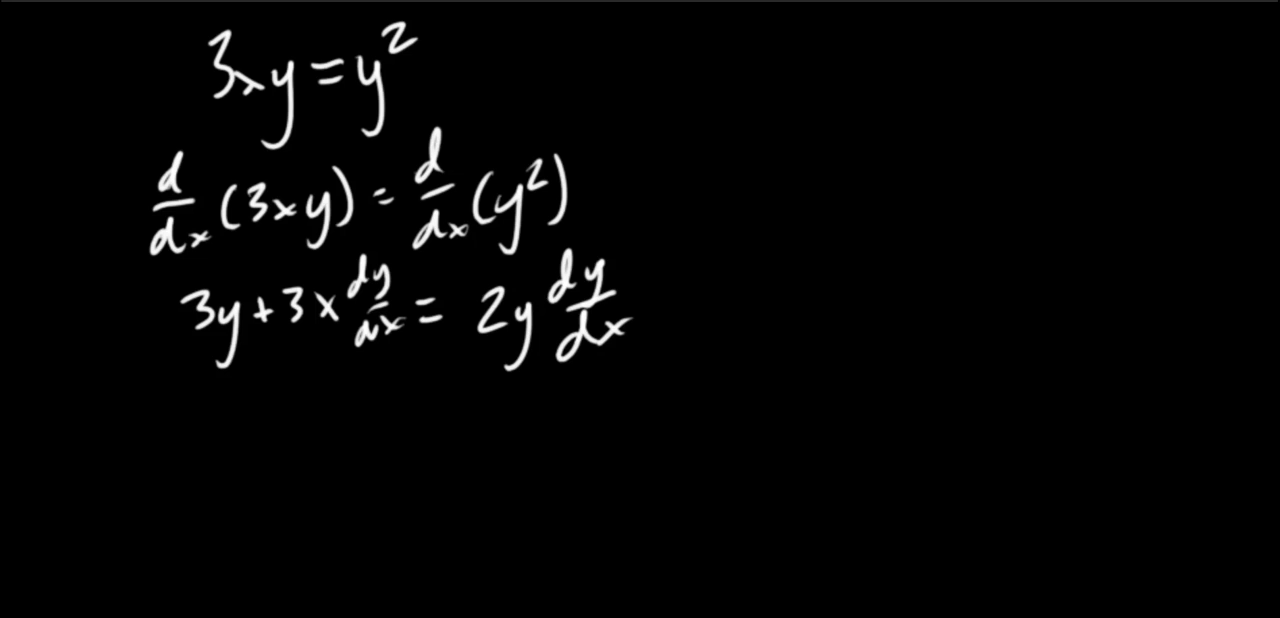 3xy = y²
d/dx (3xy) = d/dx (y²)
3y + 3x dy/dx = 2y dy/dx